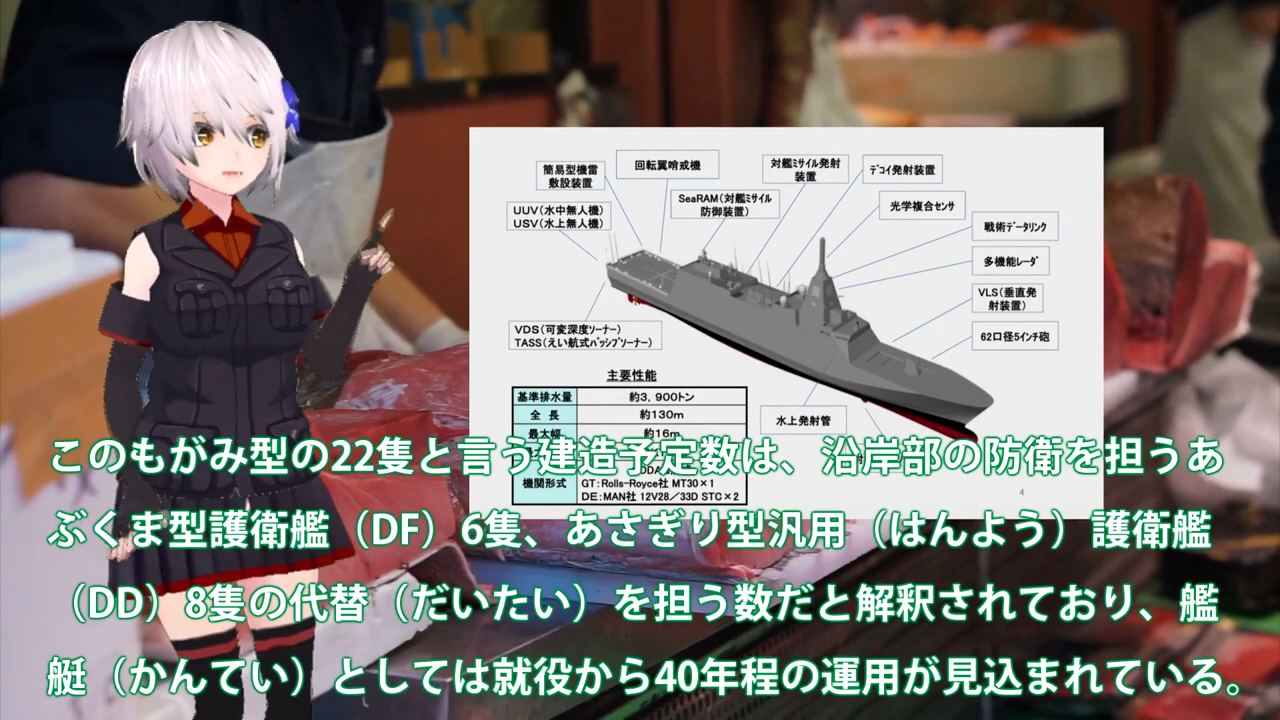 簡易型機雷
敷設装置
回転翼哨戒機
対艦ﾐｻｲﾙ発射
装置
ﾃﾞｺｲ発射装置
UUV(水中無人機)
USV(水上無人機)
SeaRAM(対艦ﾐｻｲﾙ
防御装置)
光学複合ｾﾝｻ
戦術ﾃﾞｰﾀﾘﾝｸ
多機能ﾚｰﾀﾞ
VLS(垂直発
射装置)
62口径5ｲﾝﾁ砲
VDS(可変深度ｿｰﾅｰ)
TASS(えい航式ﾊﾟｯｼﾌﾞｿｰﾅｰ)
水上発射管
主要性能
基準排水量 約3，900ﾄﾝ
全 長 約130m
最大幅 約16m
機関形式
GT：Rolls-Royce社 MT30×1
DE：MAN社 12V28／33D STC×2
4
このもがみ型の22隻と言う建造予定数は、沿岸部の防衛を担うあ
ぶくま型護衛艦（DF）6隻、あさぎり型汎用（はんよう）護衛艦
（DD）8隻の代替（だいたい）を担う数だと解釈されており、艦
艇（かんてい）としては就役から40年程の運用が見込まれている。